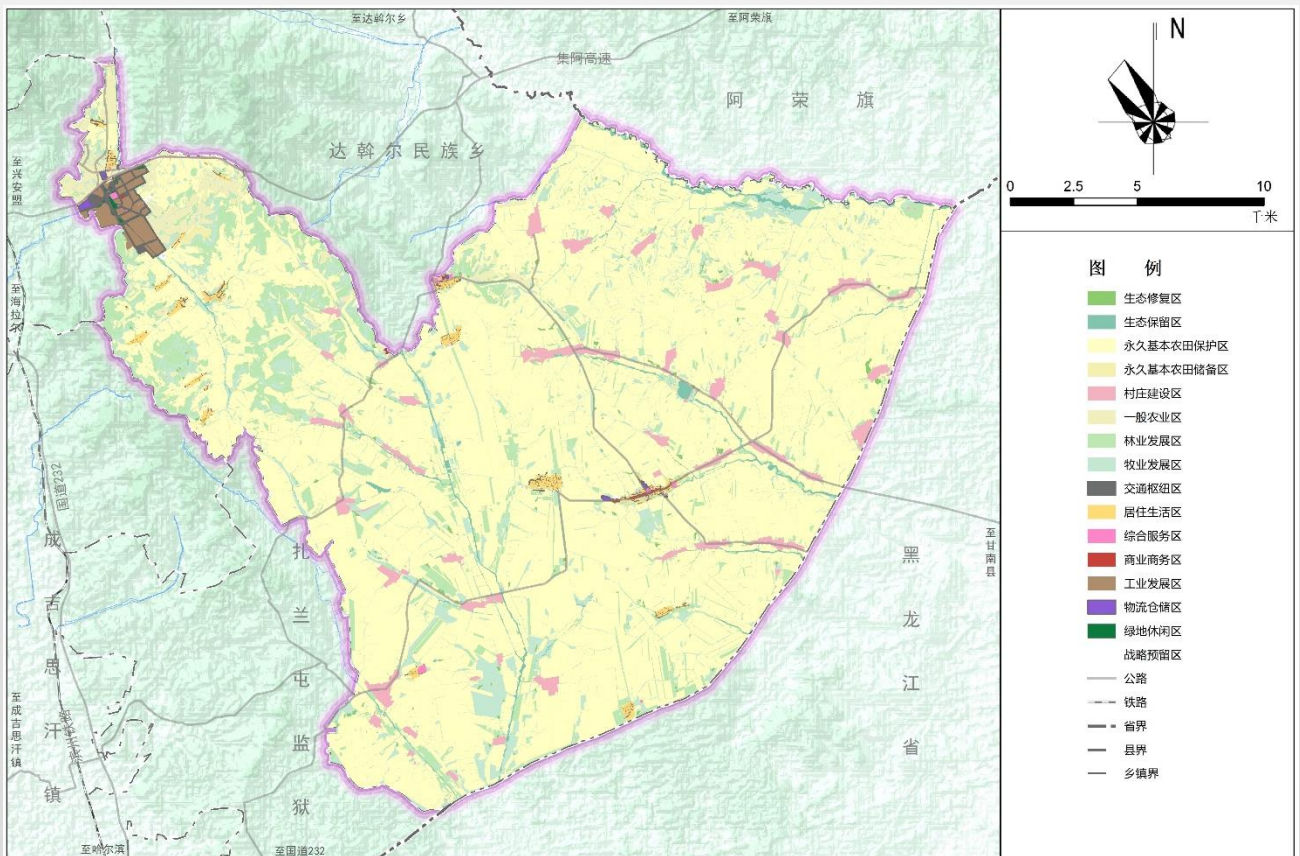 至达斡尔乡
至阿荣旗
集阿高速
阿荣旗
达斡尔民族乡
至兴安盟
至海拉尔
国道232
成吉思汗镇
滨洲铁路
至成吉思汗镇
扎兰屯监狱
黑龙江省
至甘南县
至哈尔滨
至国道232
N
0 2.5 5 10
千米
图 例
生态修复区
生态保留区
永久基本农田保护区
永久基本农田储备区
村庄建设区
一般农业区
林业发展区
牧业发展区
交通枢纽区
居住生活区
综合服务区
商业商务区
工业发展区
物流仓储区
绿地休闲区
战略预留区
公路
铁路
省界
县界
乡镇界